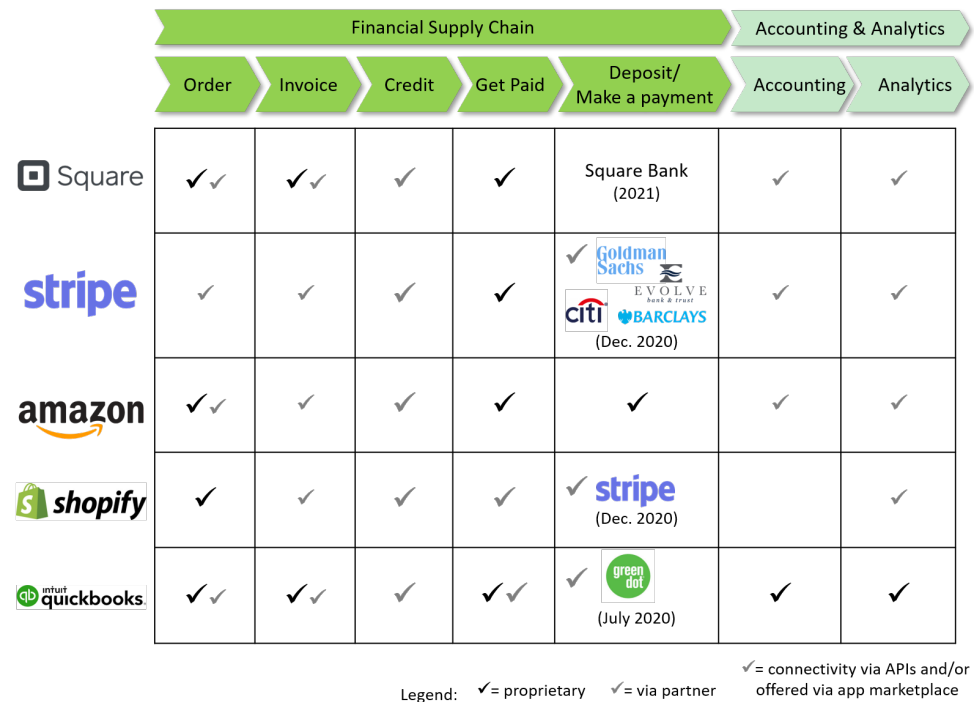 Financial Supply Chain
Accounting & Analytics
Order
Invoice
Credit
Get Paid
Deposit/
Make a payment
Accounting
Analytics
Square
✓✓
✓✓
✓
✓
Square Bank
(2021)
✓
✓
stripe
✓
✓
✓
✓
✓
Goldman
Sachs
EVOLVE
bank & trust
citi
BARCLAYS
(Dec. 2020)
✓
✓
amazon
✓✓
✓
✓
✓
✓
✓
✓
shopify
✓
✓
✓
✓
✓ stripe
(Dec. 2020)
✓
intuit
qb quickbooks.
✓✓
✓✓
✓
✓✓
✓
green
dot
(July 2020)
✓
✓
Legend:
✓= proprietary
✓= via partner
✓= connectivity via APIs and/or
offered via app marketplace